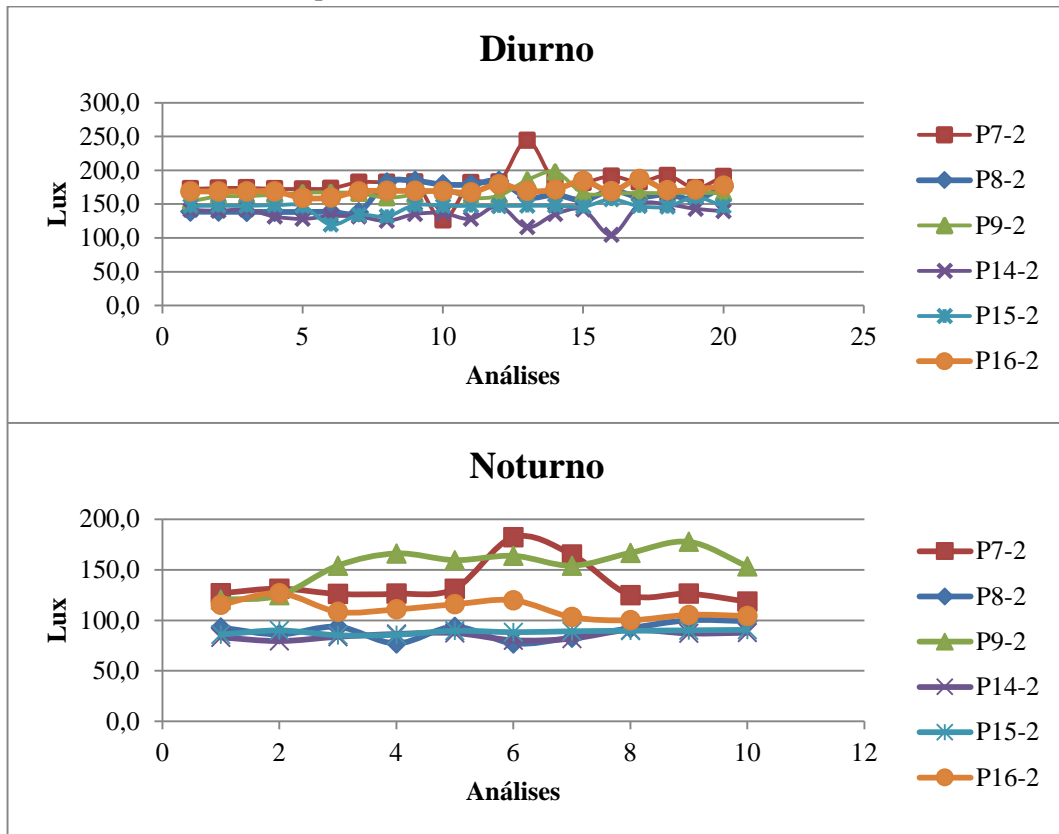 Diurno
300,0
250,0
200,0
150,0
100,0
50,0
0,0
Lux
0
5
10
15
20
25
Análises
P7-2
P8-2
P9-2
P14-2
P15-2
P16-2
Noturno
200,0
150,0
100,0
50,0
0,0
Lux
0
2
4
6
8
10
12
Análises
P7-2
P8-2
P9-2
P14-2
P15-2
P16-2